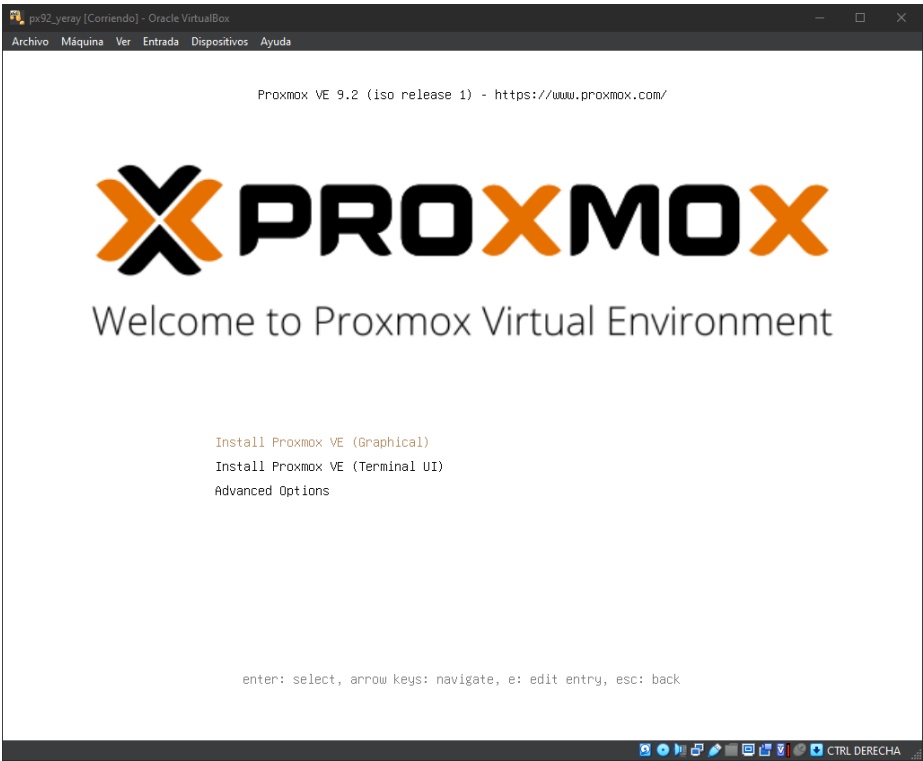 px92_yeray [Corriendo] - Oracle VirtualBox
Archivo Máquina Ver Entrada Dispositivos Ayuda
Proxmox VE 9.2 (iso release 1) - https://www.proxmox.com/
PROXMOX
Welcome to Proxmox Virtual Environment
Install Proxmox VE (Graphical)
Install Proxmox VE (Terminal UI)
Advanced Options
enter: select, arrow keys: navigate, e: edit entry, esc: back
CTRL DERECHA